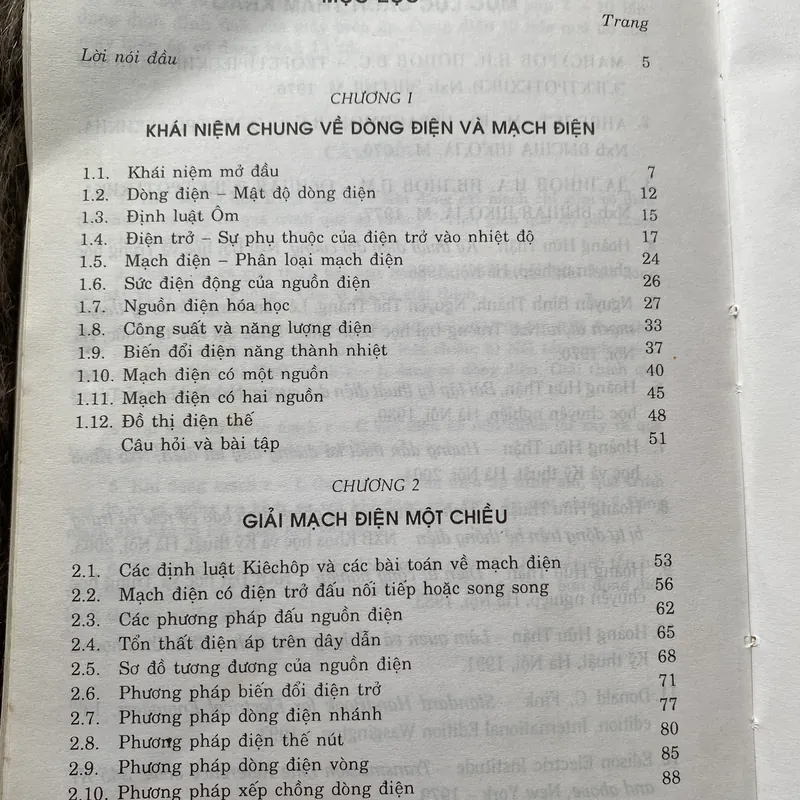 MỤC LỤC
Trang
Lời nói đầu 5
CHƯƠNG I
KHÁI NIỆM CHUNG VỀ DÒNG ĐIỆN VÀ MẠCH ĐIỆN
1.1. Khái niệm mở đầu 7
1.2. Dòng điện – Mật độ dòng điện 12
1.3. Định luật Ôm 15
1.4. Điện trở – Sự phụ thuộc của điện trở vào nhiệt độ 17
1.5. Mạch điện – Phân loại mạch điện 24
1.6. Sức điện động của nguồn điện 26
1.7. Nguồn điện hóa học 27
1.8. Công suất và năng lượng điện 33
1.9. Biến đổi điện năng thành nhiệt 37
1.10. Mạch điện có một nguồn 40
1.11. Mạch điện có hai nguồn 45
1.12. Đồ thị điện thế 48
Câu hỏi và bài tập 51
CHƯƠNG 2
GIẢI MẠCH ĐIỆN MỘT CHIỀU
2.1. Các định luật Kiêchôp và các bài toán về mạch điện 53
2.2. Mạch điện có điện trở đấu nối tiếp hoặc song song 56
2.3. Các phương pháp đấu nguồn điện 62
2.4. Tổn thất điện áp trên dây dẫn 65
2.5. Sơ đồ tương đương của nguồn điện 68
2.6. Phương pháp biến đổi điện trở 71
2.7. Phương pháp dòng điện nhánh 77
2.8. Phương pháp điện thế nút 80
2.9. Phương pháp dòng điện vòng 85
2.10. Phương pháp xếp chồng dòng điện 88